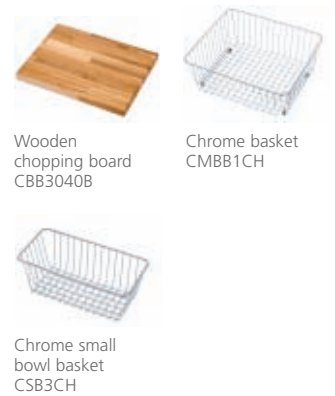 Wooden
chopping board
CBB3040B
Chrome basket
CMBB1CH
Chrome small
bowl basket
CSB3CH